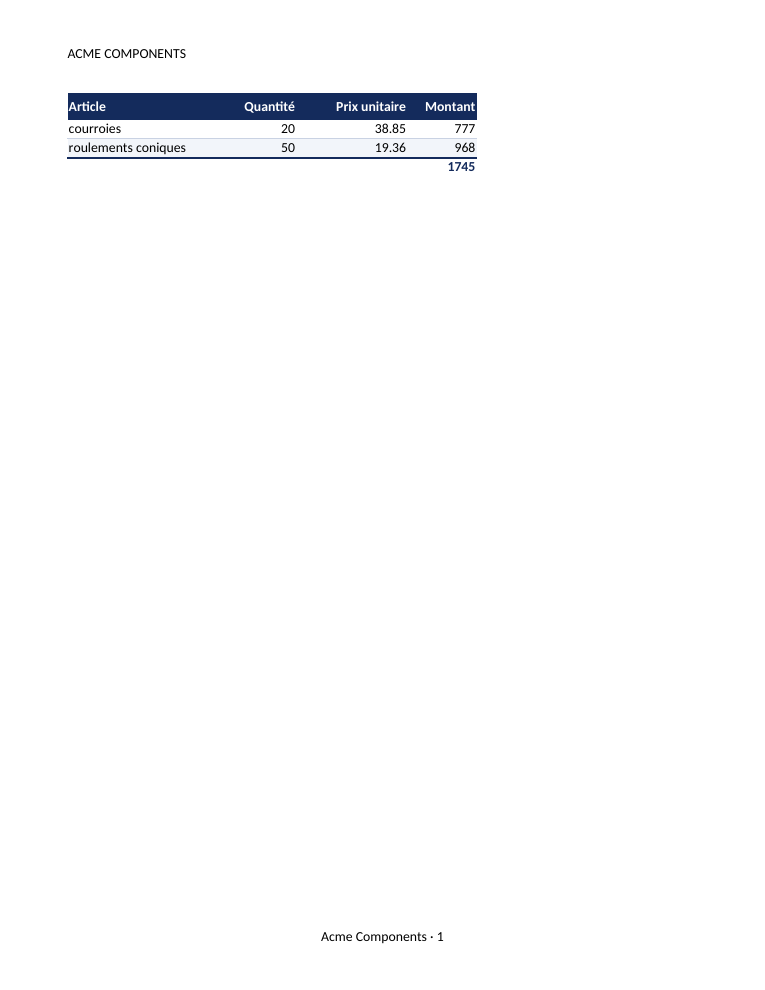 ACME COMPONENTS
Article Quantité Prix unitaire Montant
courroies 20 38.85 777
roulements coniques 50 19.36 968
1745
Acme Components · 1